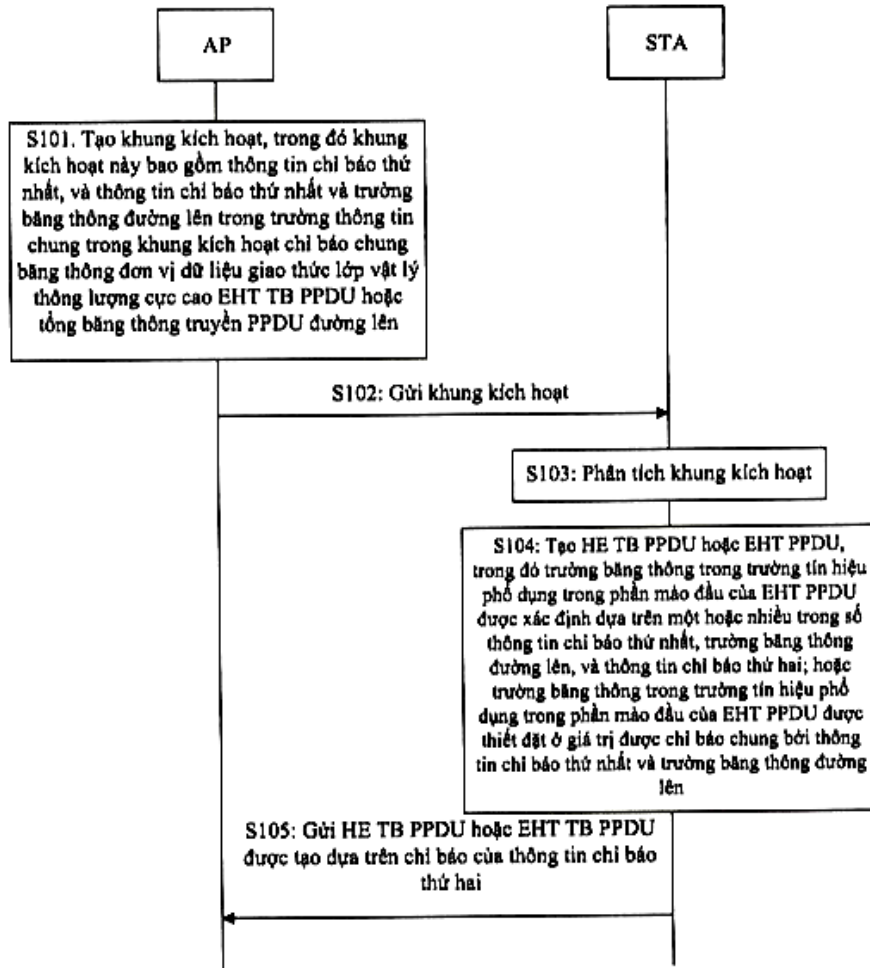 AP
STA
S101. Tạo khung kích hoạt, trong đó khung
kích hoạt này bao gồm thông tin chỉ báo thứ
nhất, và thông tin chỉ báo thứ nhất và trường
băng thông đường lên trong trường thông tin
chung trong khung kích hoạt chỉ báo chung
băng thông đơn vị dữ liệu giao thức lớp vật lý
thông lượng cực cao EHT TB PPDU hoặc
tổng băng thông truyền PPDU đường lên
S102: Gửi khung kích hoạt
S103: Phân tích khung kích hoạt
S104: Tạo HE TB PPDU hoặc EHT PPDU,
trong đó trường băng thông trong trường tín hiệu
phổ dụng trong phần mào đầu của EHT PPDU
được xác định dựa trên một hoặc nhiều trong số
thông tin chỉ báo thứ nhất, trường băng thông
đường lên, và thông tin chỉ báo thứ hai; hoặc
trường băng thông trong trường tín hiệu phổ
dụng trong phần mào đầu của EHT PPDU được
thiết đặt ở giá trị được chỉ báo chung bởi thông
tin chỉ báo thứ nhất và trường băng thông đường
lên
S105: Gửi HE TB PPDU hoặc EHT TB PPDU
được tạo dựa trên chỉ báo của thông tin chỉ báo
thứ hai